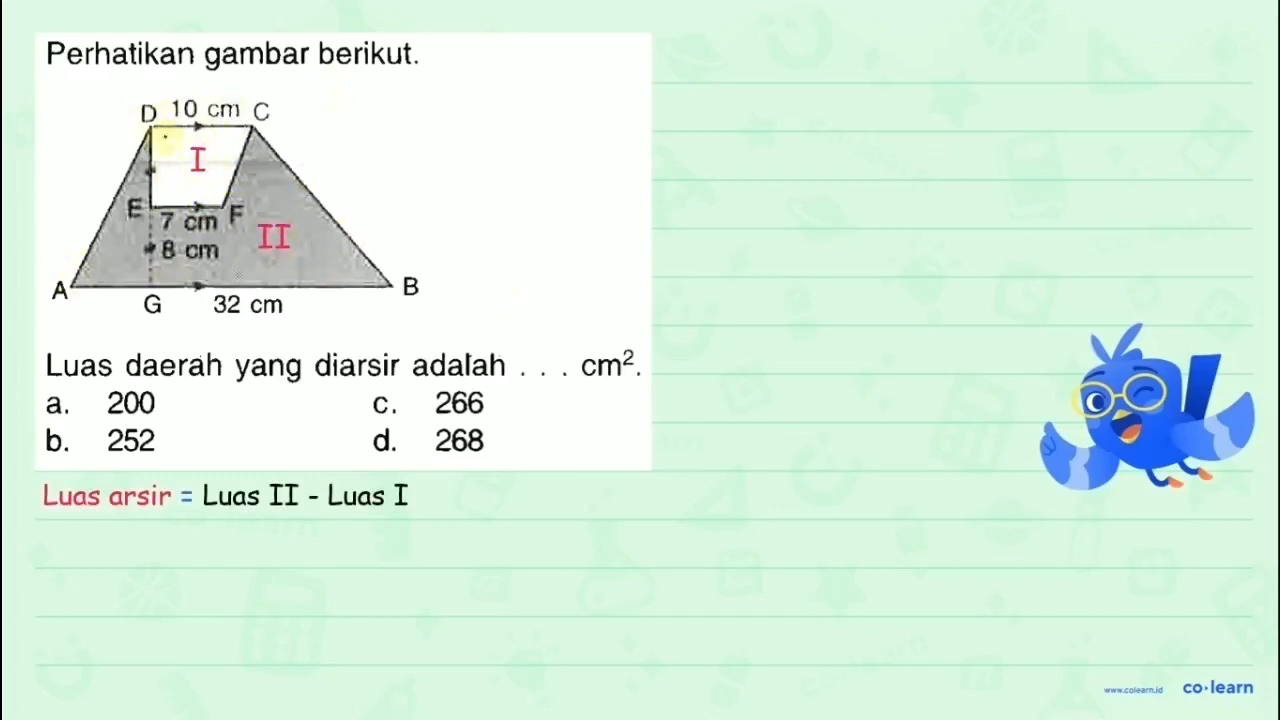 Perhatikan gambar berikut.
D 10 cm C
I
E 7 cm F
II
8 cm
A B
G 32 cm
Luas daerah yang diarsir adalah . . . cm².
a. 200 c. 266
b. 252 d. 268
Luas arsir = Luas II - Luas I
www.colearn.id co·learn